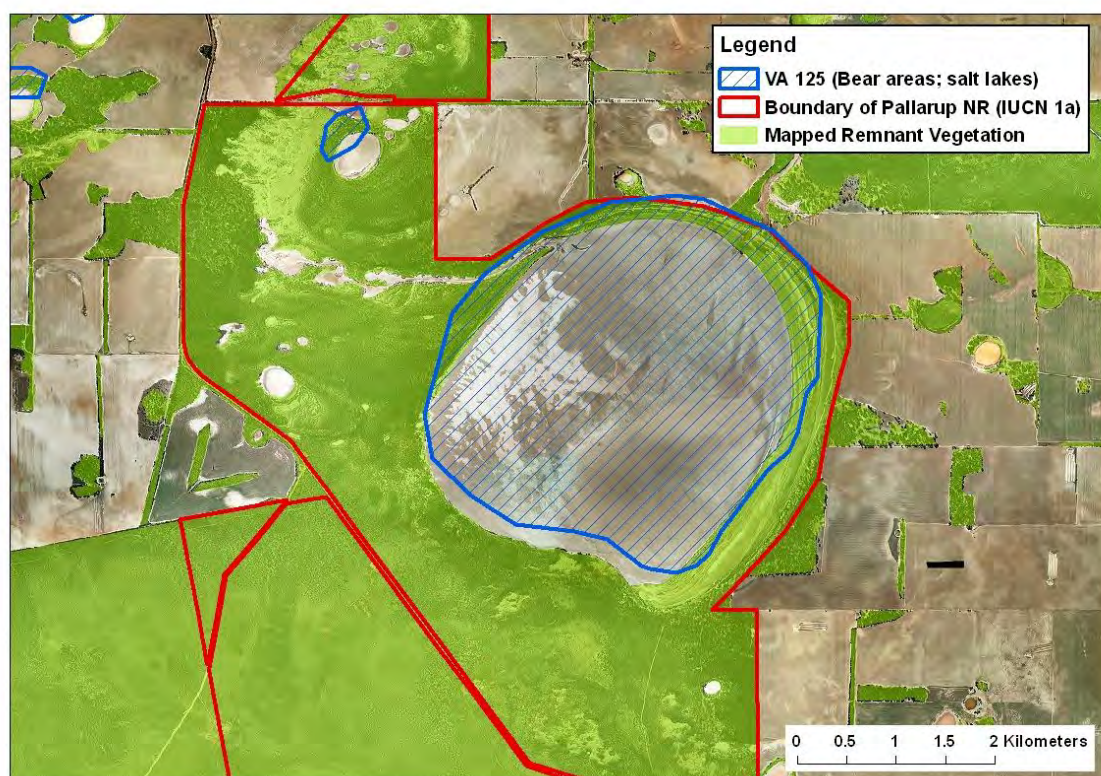 Legend
VA 125 (Bear areas; salt lakes)
Boundary of Pallarup NR (IUCN 1a)
Mapped Remnant Vegetation
0 0.5 1 1.5 2 Kilometers